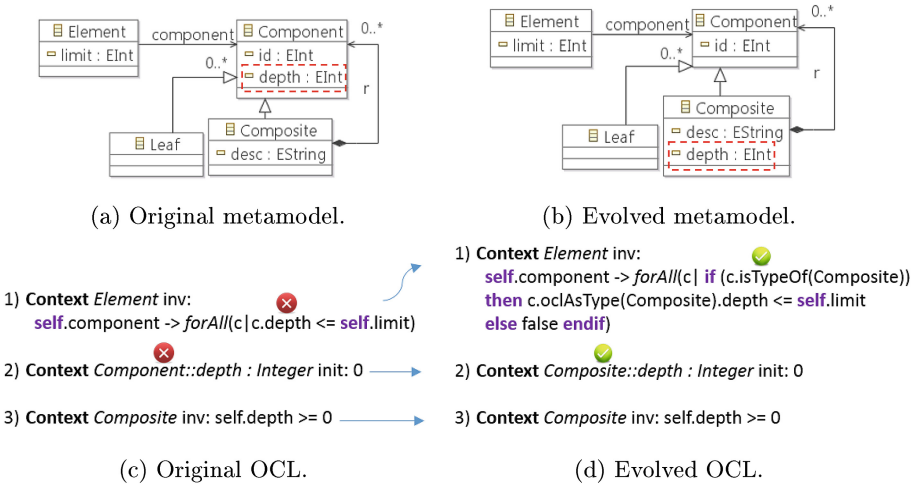 Element
limit : EInt
component
Component
id : EInt
depth : EInt
0..*
0..*
r
Leaf
Composite
desc : EString
(a) Original metamodel.
Element
limit : EInt
component
Component
id : EInt
0..*
0..*
r
Leaf
Composite
desc : EString
depth : EInt
(b) Evolved metamodel.
1) Context Element inv:
self.component -> forAll(c|c.depth <= self.limit)
2) Context Component::depth : Integer init: 0
3) Context Composite inv: self.depth >= 0
(c) Original OCL.
1) Context Element inv:
self.component -> forAll(c| if (c.isTypeOf(Composite))
then c.oclAsType(Composite).depth <= self.limit
else false endif)
2) Context Composite::depth : Integer init: 0
3) Context Composite inv: self.depth >= 0
(d) Evolved OCL.